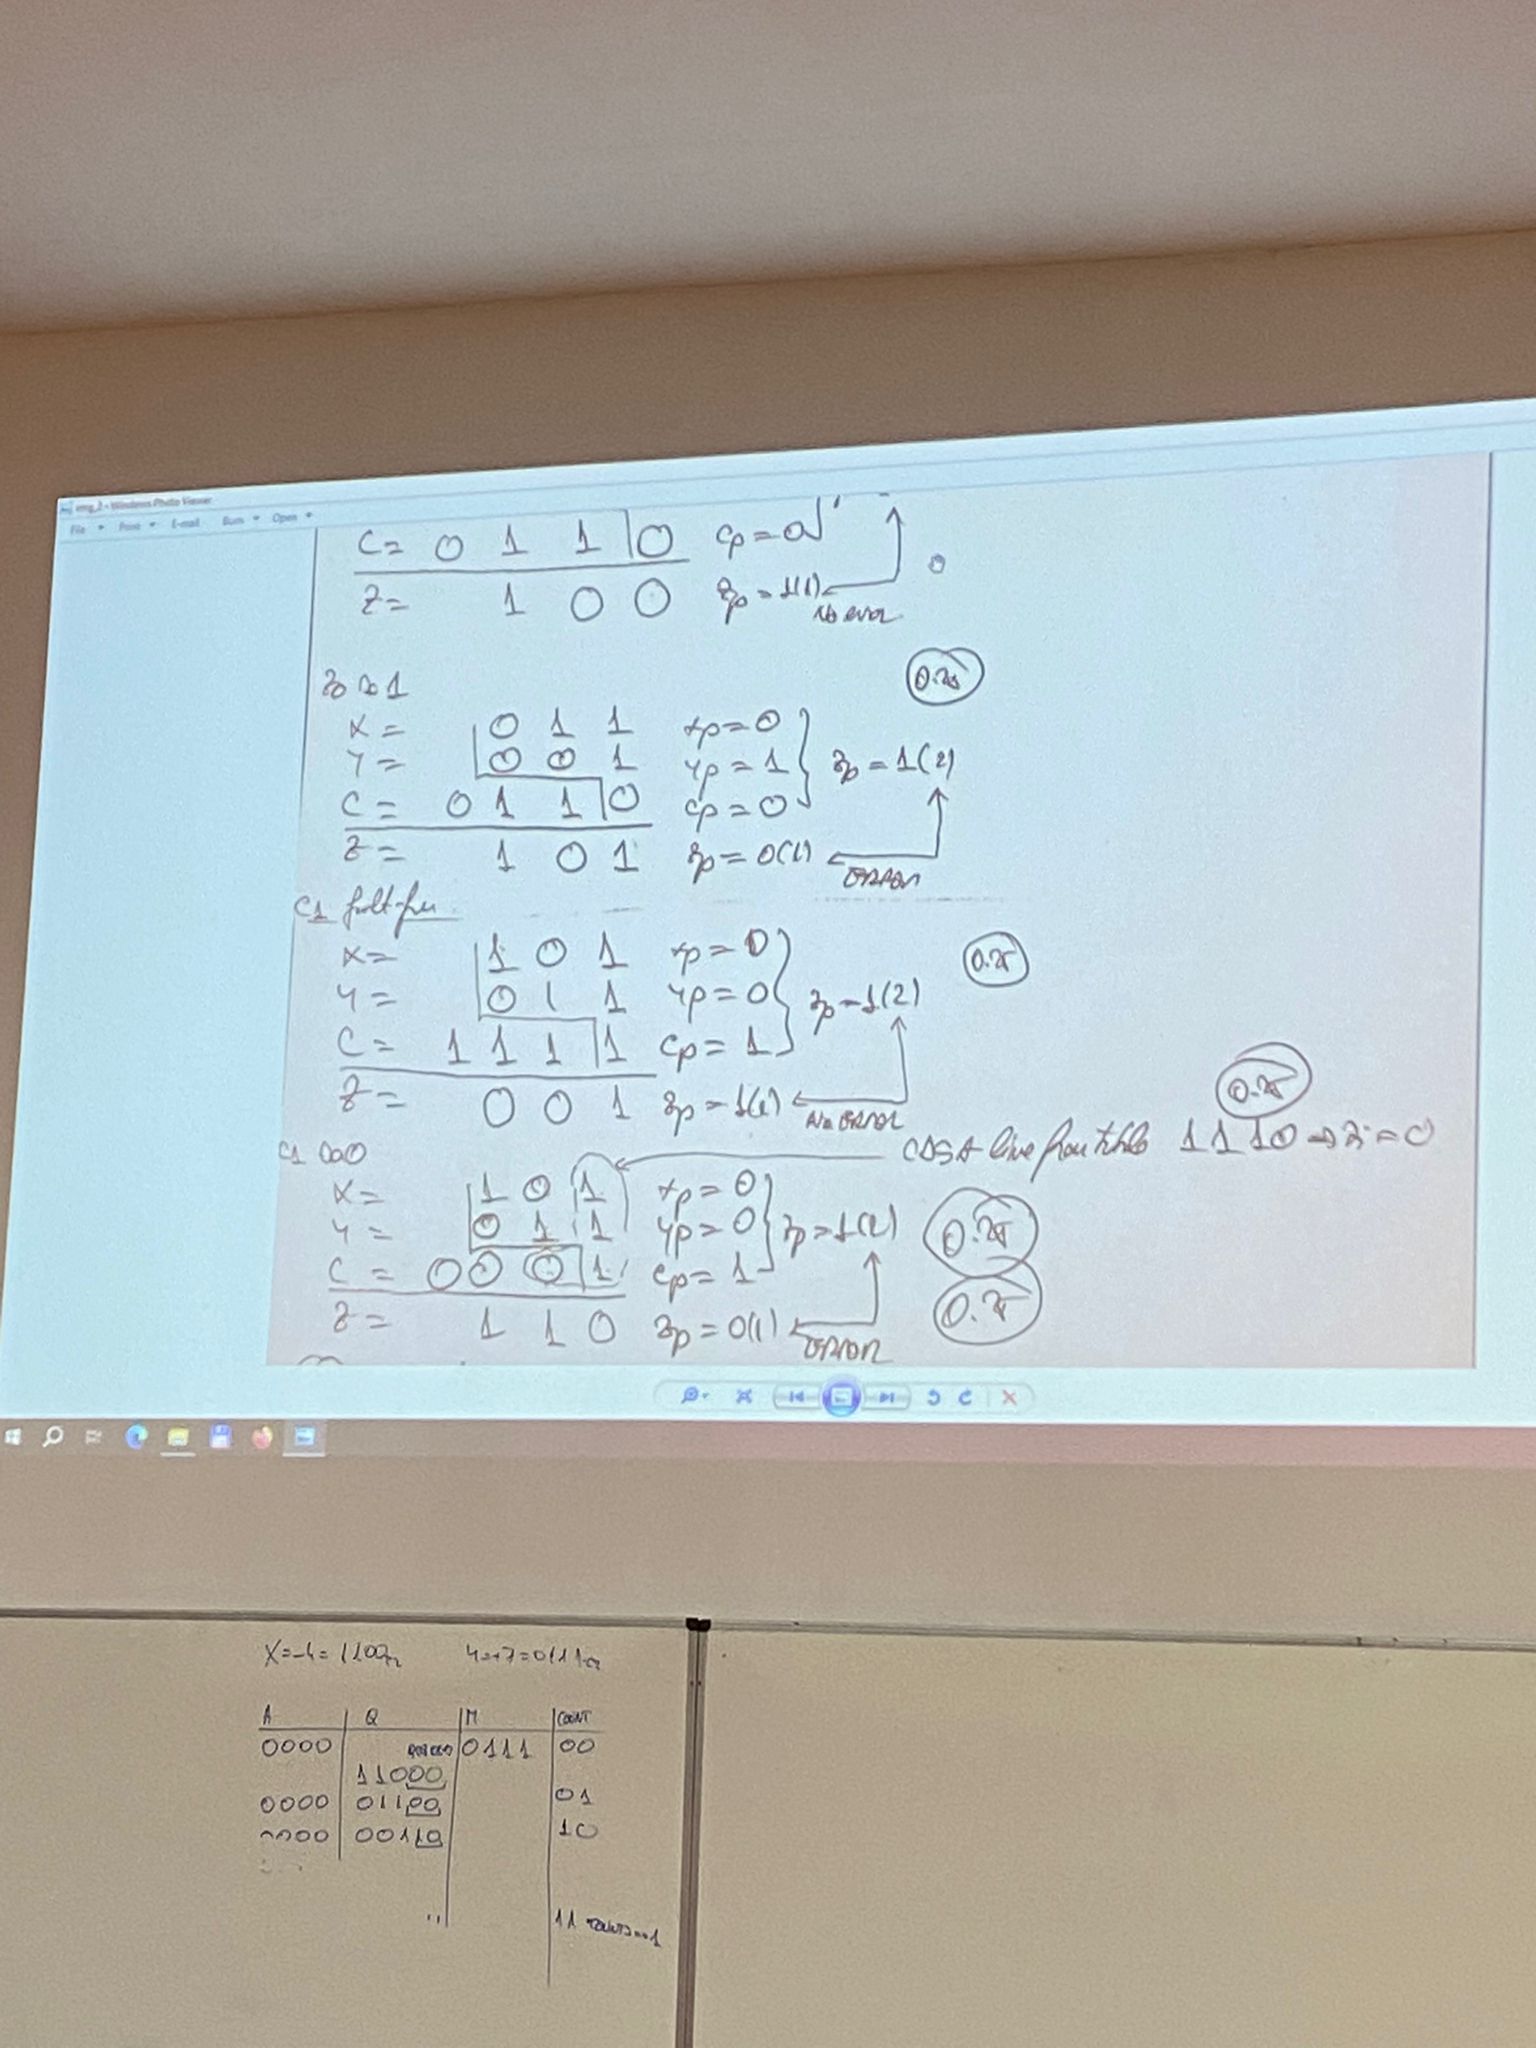 Windows Photo Viewer
File Print E-mail Burn Open
C= 0 1 1 0 cp=0
Z= 1 0 0 zp=1(1) No error
0
z0 s-a-1 0.25
X= 0 1 1 xp=0
Y= 0 0 1 yp=1 zp=1(2)
C= 0 1 1 0 cp=0
Z= 1 0 1 zp=0(1) ERROR
C1 fault-free
X= 1 0 1 xp=0 0.25
Y= 0 1 1 yp=0 zp=1(2)
C= 1 1 1 1 cp=1
Z= 0 0 1 zp=1(1) No ERROR
0.25
C1 line from table 1 1 1 0 → zi=0
X= 1 0 1 xp=0
Y= 0 1 1 yp=0 zp=1(2) 0.25
C= 0 0 0 1 cp=1
Z= 1 1 0 zp=0(1) ERROR 0.25
X=-4=1100 Y=+7=0111
A Q M COUNT
0000 0111 00
11000
0000 01100 01
0000 00110 10
11